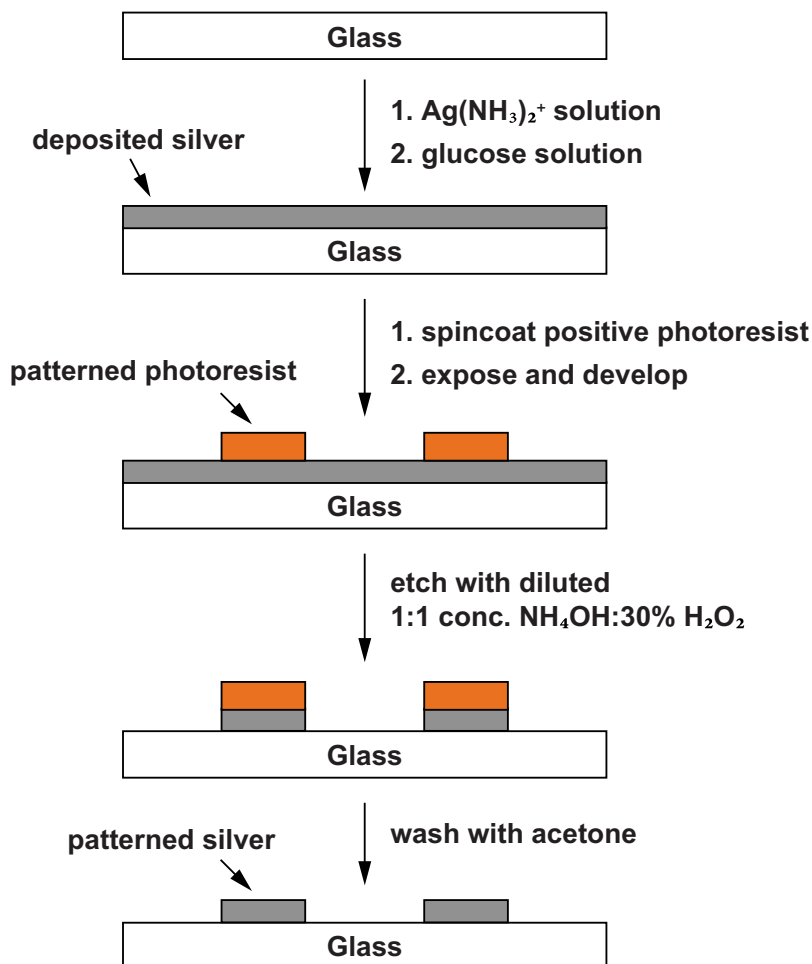 Glass
1. Ag(NH₃)₂⁺ solution
2. glucose solution
deposited silver
Glass
1. spincoat positive photoresist
2. expose and develop
patterned photoresist
Glass
etch with diluted
1:1 conc. NH₄OH:30% H₂O₂
Glass
wash with acetone
patterned silver
Glass